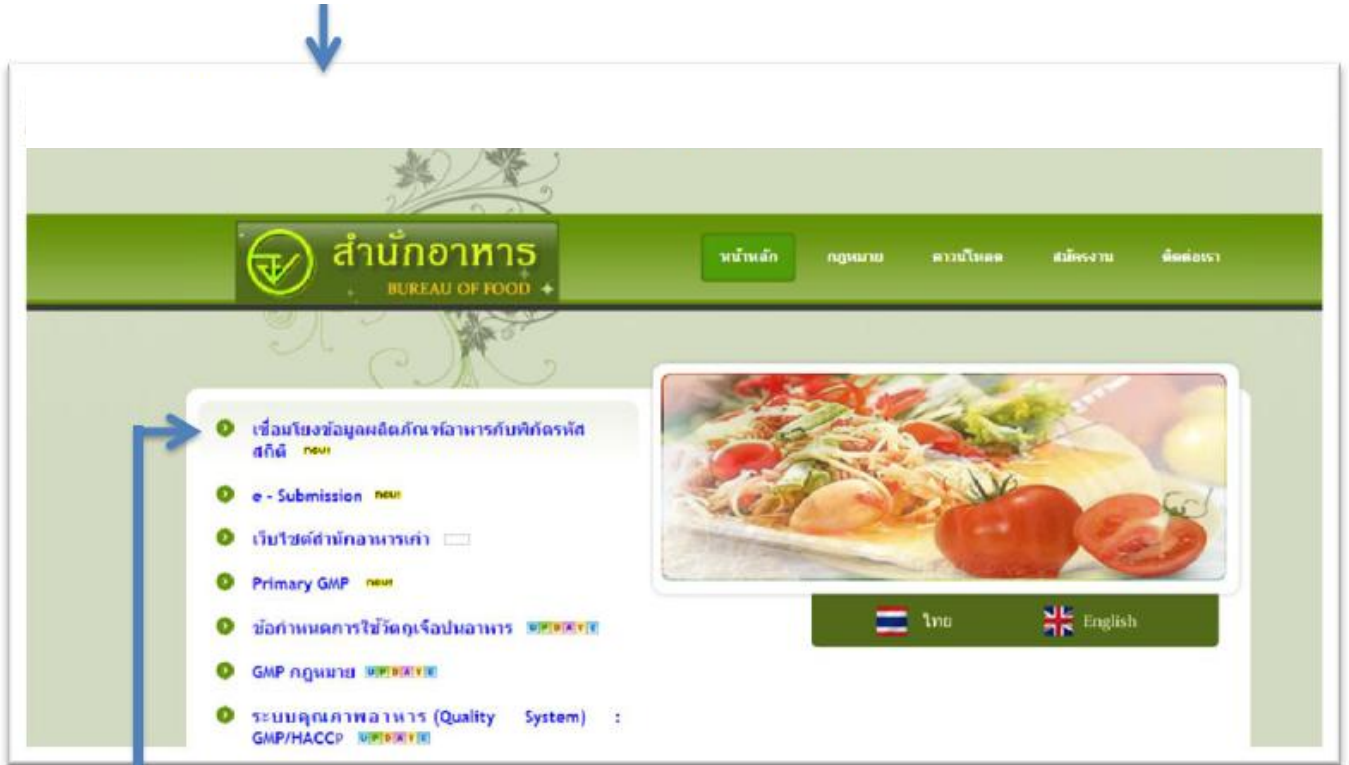 สำนักอาหาร
BUREAU OF FOOD
หน้าหลัก กฎหมาย ดาวน์โหลด สมัครงาน ติดต่อเรา
เชื่อมโยงข้อมูลผลิตภัณฑ์อาหารกับพิกัดรหัส
สถิติ new!
e - Submission new!
เว็บไซต์สำนักอาหารเก่า
Primary GMP new!
ข้อกำหนดการใช้วัตถุเจือปนอาหาร UPDATE
GMP กฎหมาย UPDATE
ระบบคุณภาพอาหาร (Quality System) :
GMP/HACCP UPDATE
ไทย English